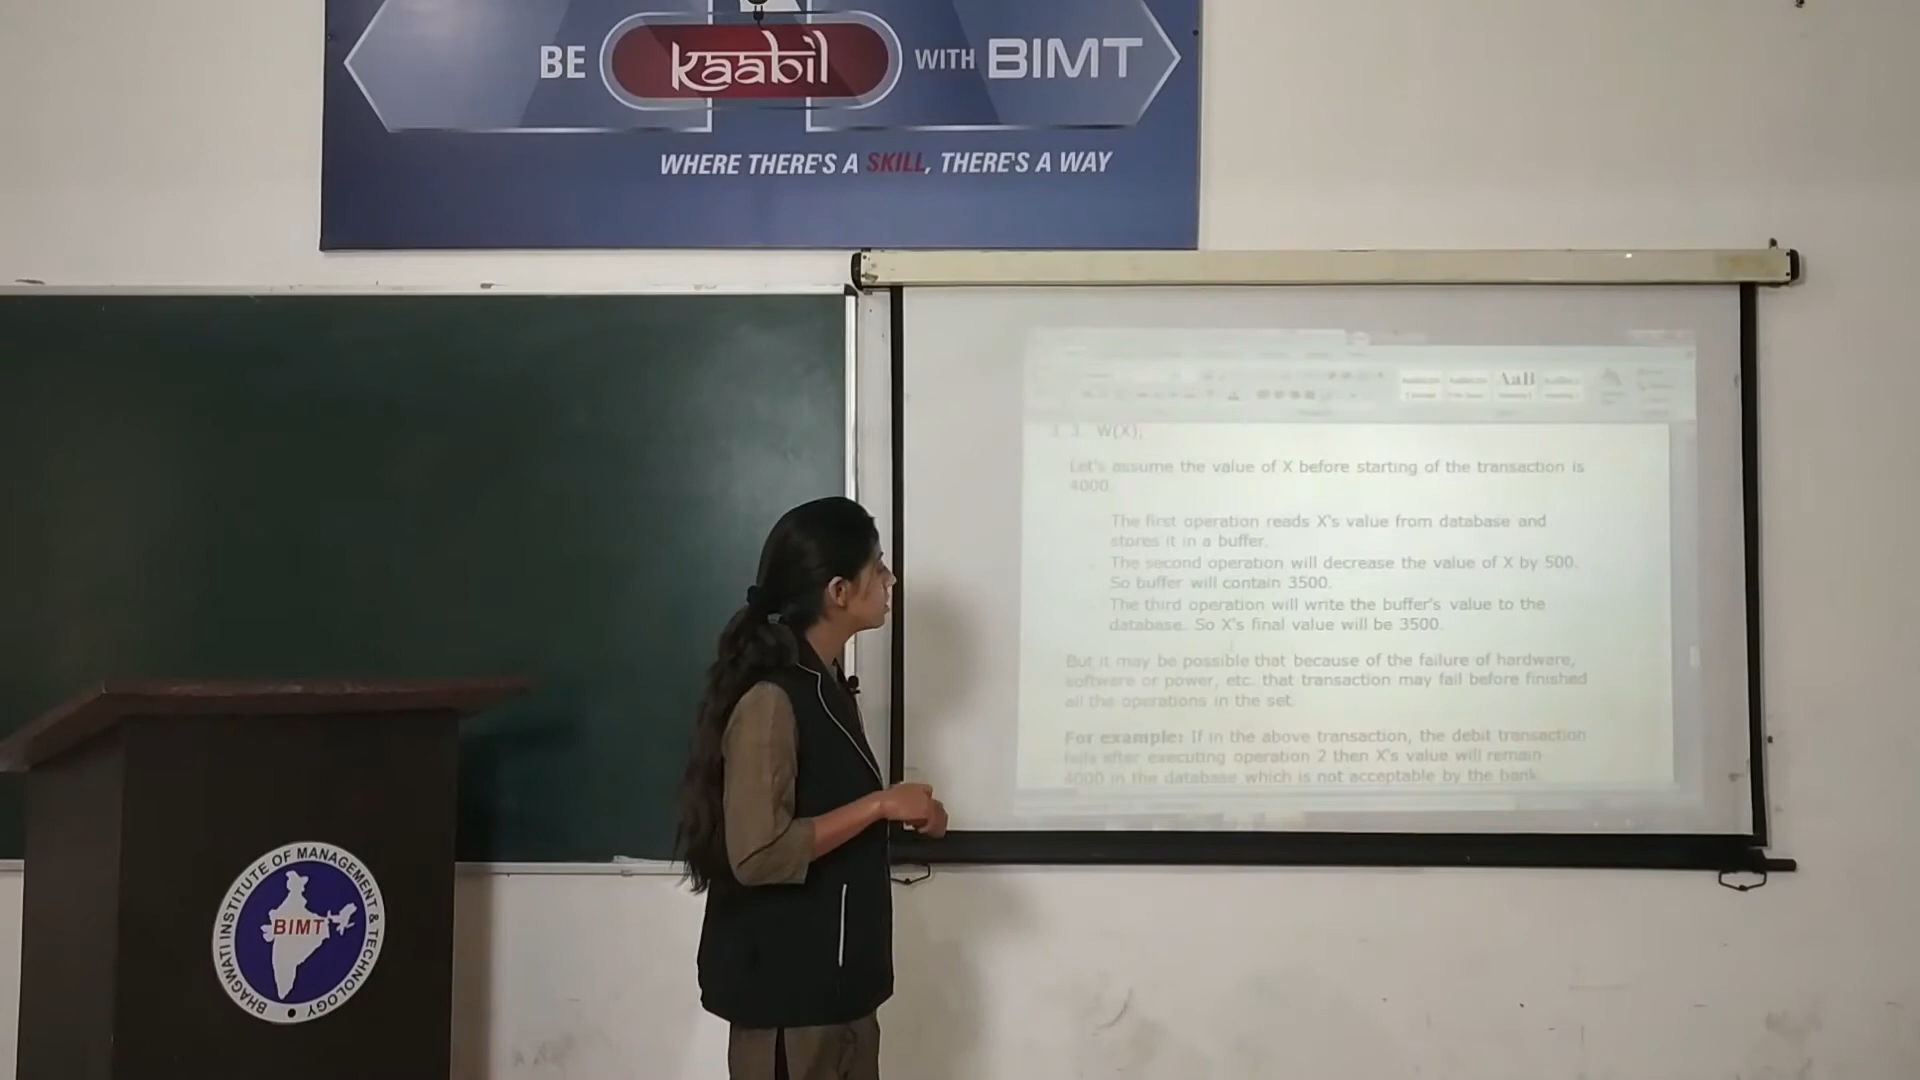 BE kaabil WITH BIMT
WHERE THERE'S A SKILL, THERE'S A WAY
AaB
3. W(X);
Let's assume the value of X before starting of the transaction is
4000.
The first operation reads X's value from database and
stores it in a buffer.
The second operation will decrease the value of X by 500.
So buffer will contain 3500.
The third operation will write the buffer's value to the
database. So X's final value will be 3500.
But it may be possible that because of the failure of hardware,
software or power, etc. that transaction may fail before finished
all the operations in the set.
For example: If in the above transaction, the debit transaction
fails after executing operation 2 then X's value will remain
4000 in the database which is not acceptable by the bank.
BHAGWATI INSTITUTE OF MANAGEMENT & TECHNOLOGY
BIMT